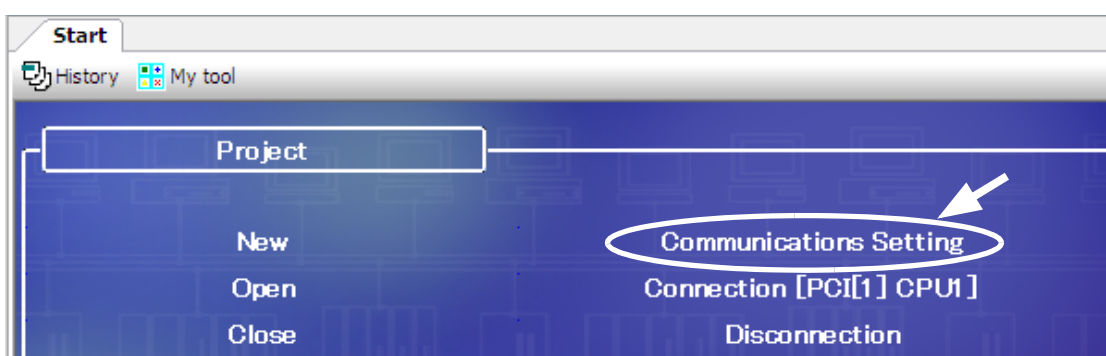 Start
History My tool
Project
New Communications Setting
Open Connection [PCI[1] CPU1]
Close Disconnection